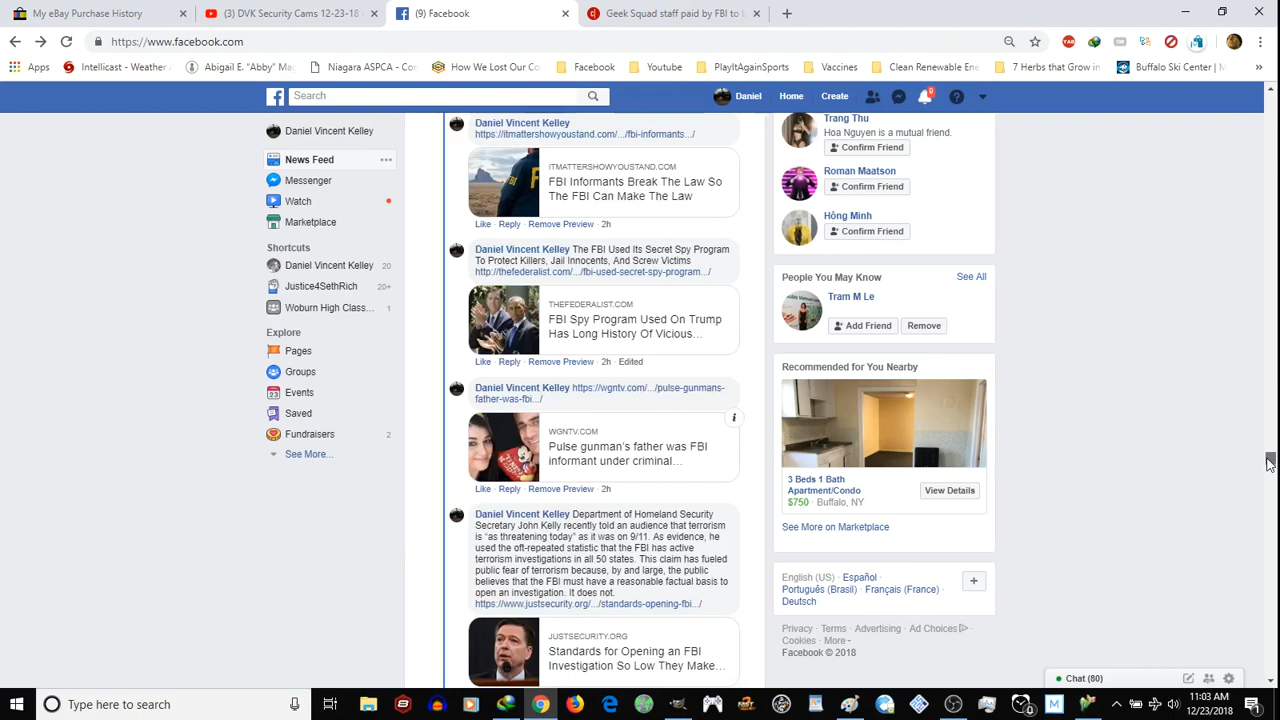 My eBay Purchase History
(3) DVK Security Cams 12-23-18
(9) Facebook
Geek Squad staff paid by FBI to
https://www.facebook.com
Apps
Intellicast - Weather
Abigail E. "Abby" Ma
Niagara ASPCA - Co
How We Lost Our Co
Facebook
Youtube
PlayItAgainSports
Vaccines
Clean Renewable Ene
7 Herbs that Grow in
Buffalo Ski Center |
»
Search
Daniel
Home
Create
8
Daniel Vincent Kelley
News Feed
Messenger
Watch
Marketplace
Shortcuts
Daniel Vincent Kelley 20
Justice4SethRich 20+
Woburn High Class... 1
Explore
Pages
Groups
Events
Saved
Fundraisers 2
See More...
Daniel Vincent Kelley
https://itmattershowyoustand.com/.../fbi-informants.../
ITMATTERSHOWYOUSTAND.COM
FBI Informants Break The Law So
The FBI Can Make The Law
Like · Reply · Remove Preview · 2h
Daniel Vincent Kelley The FBI Used Its Secret Spy Program
To Protect Killers, Jail Innocents, And Screw Victims
http://thefederalist.com/.../fbi-used-secret-spy-program.../
THEFEDERALIST.COM
FBI Spy Program Used On Trump
Has Long History Of Vicious...
Like · Reply · Remove Preview · 2h · Edited
Daniel Vincent Kelley https://wgntv.com/.../pulse-gunmans-
father-was-fbi.../
WGNTV.COM
Pulse gunman's father was FBI
informant under criminal...
Like · Reply · Remove Preview · 2h
Daniel Vincent Kelley Department of Homeland Security
Secretary John Kelly recently told an audience that terrorism
is "as threatening today" as it was on 9/11. As evidence, he
used the oft-repeated statistic that the FBI has active
terrorism investigations in all 50 states. This claim has fueled
public fear of terrorism because, by and large, the public
believes that the FBI must have a reasonable factual basis to
open an investigation. It does not.
https://www.justsecurity.org/.../standards-opening-fbi.../
JUSTSECURITY.ORG
Standards for Opening an FBI
Investigation So Low They Make...
Trang Thu
Hoa Nguyen is a mutual friend.
Confirm Friend
Roman Maatson
Confirm Friend
Hồng Minh
Confirm Friend
People You May Know
See All
Tram M Le
Add Friend
Remove
Recommended for You Nearby
3 Beds 1 Bath
Apartment/Condo
$750 · Buffalo, NY
View Details
See More on Marketplace
English (US) · Español ·
Português (Brasil) · Français (France) ·
Deutsch
Privacy · Terms · Advertising · Ad Choices ·
Cookies · More
Facebook © 2018
Chat (80)
Type here to search
11:03 AM
12/23/2018